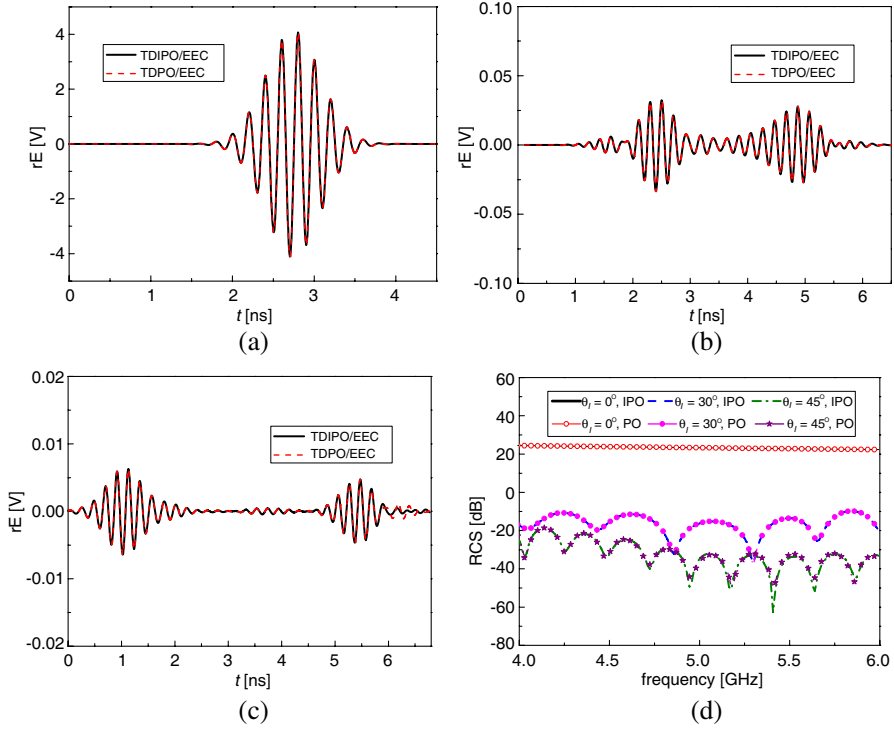 4
2
0
-2
-4
rE [V]
TDIPO/EEC
TDPO/EEC
0 1 2 3 4
t [ns]
(a)
0.10
0.05
0.00
-0.05
-0.10
rE [V]
TDIPO/EEC
TDPO/EEC
0 1 2 3 4 5 6
t [ns]
(b)
0.02
0.01
0.00
-0.01
-0.02
rE [V]
TDIPO/EEC
TDPO/EEC
0 1 2 3 4 5 6
t [ns]
(c)
60
40
20
0
-20
-40
-60
-80
RCS [dB]
θI = 0°, IPO θI = 30°, IPO θI = 45°, IPO
θI = 0°, PO θI = 30°, PO θI = 45°, PO
4.0 4.5 5.0 5.5 6.0
frequency [GHz]
(d)